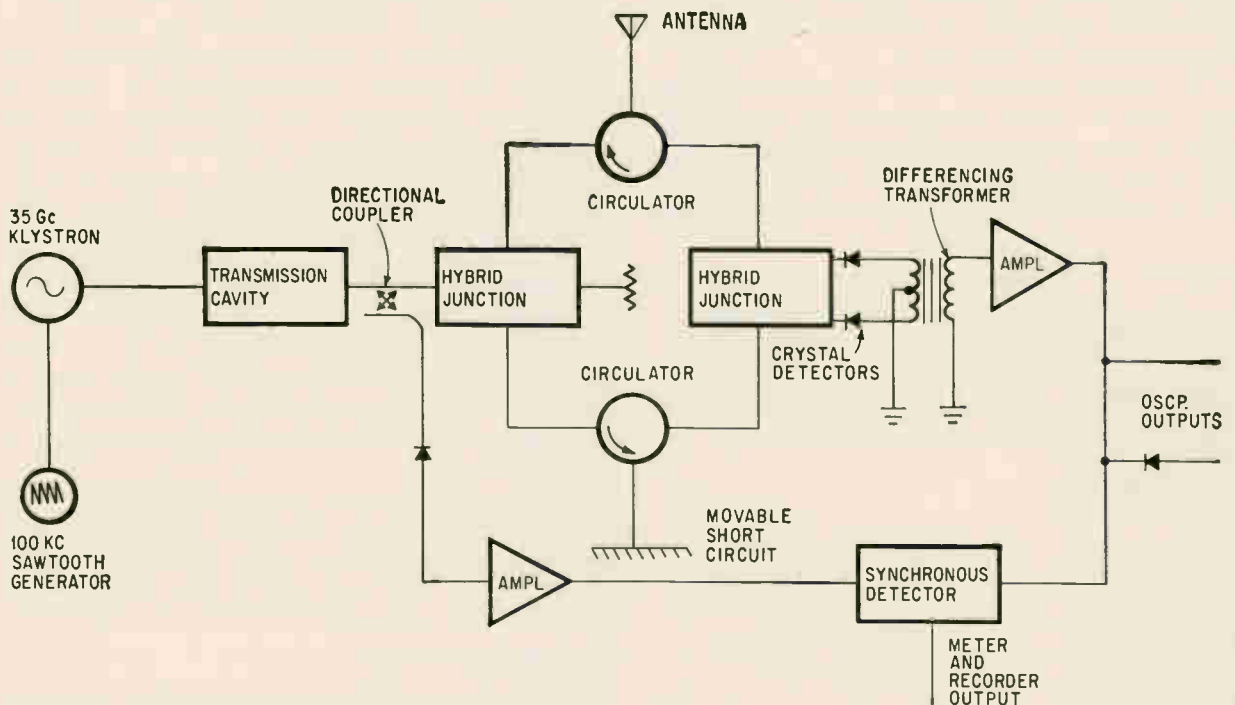 ANTENNA
DIRECTIONAL
COUPLER
CIRCULATOR
DIFFERENCING
TRANSFORMER
35 Gc
KLYSTRON
TRANSMISSION
CAVITY
HYBRID
JUNCTION
HYBRID
JUNCTION
AMPL
CRYSTAL
DETECTORS
CIRCULATOR
OSCP.
OUTPUTS
100 KC
SAWTOOTH
GENERATOR
MOVABLE
SHORT
CIRCUIT
AMPL
SYNCHRONOUS
DETECTOR
METER
AND
RECORDER
OUTPUT